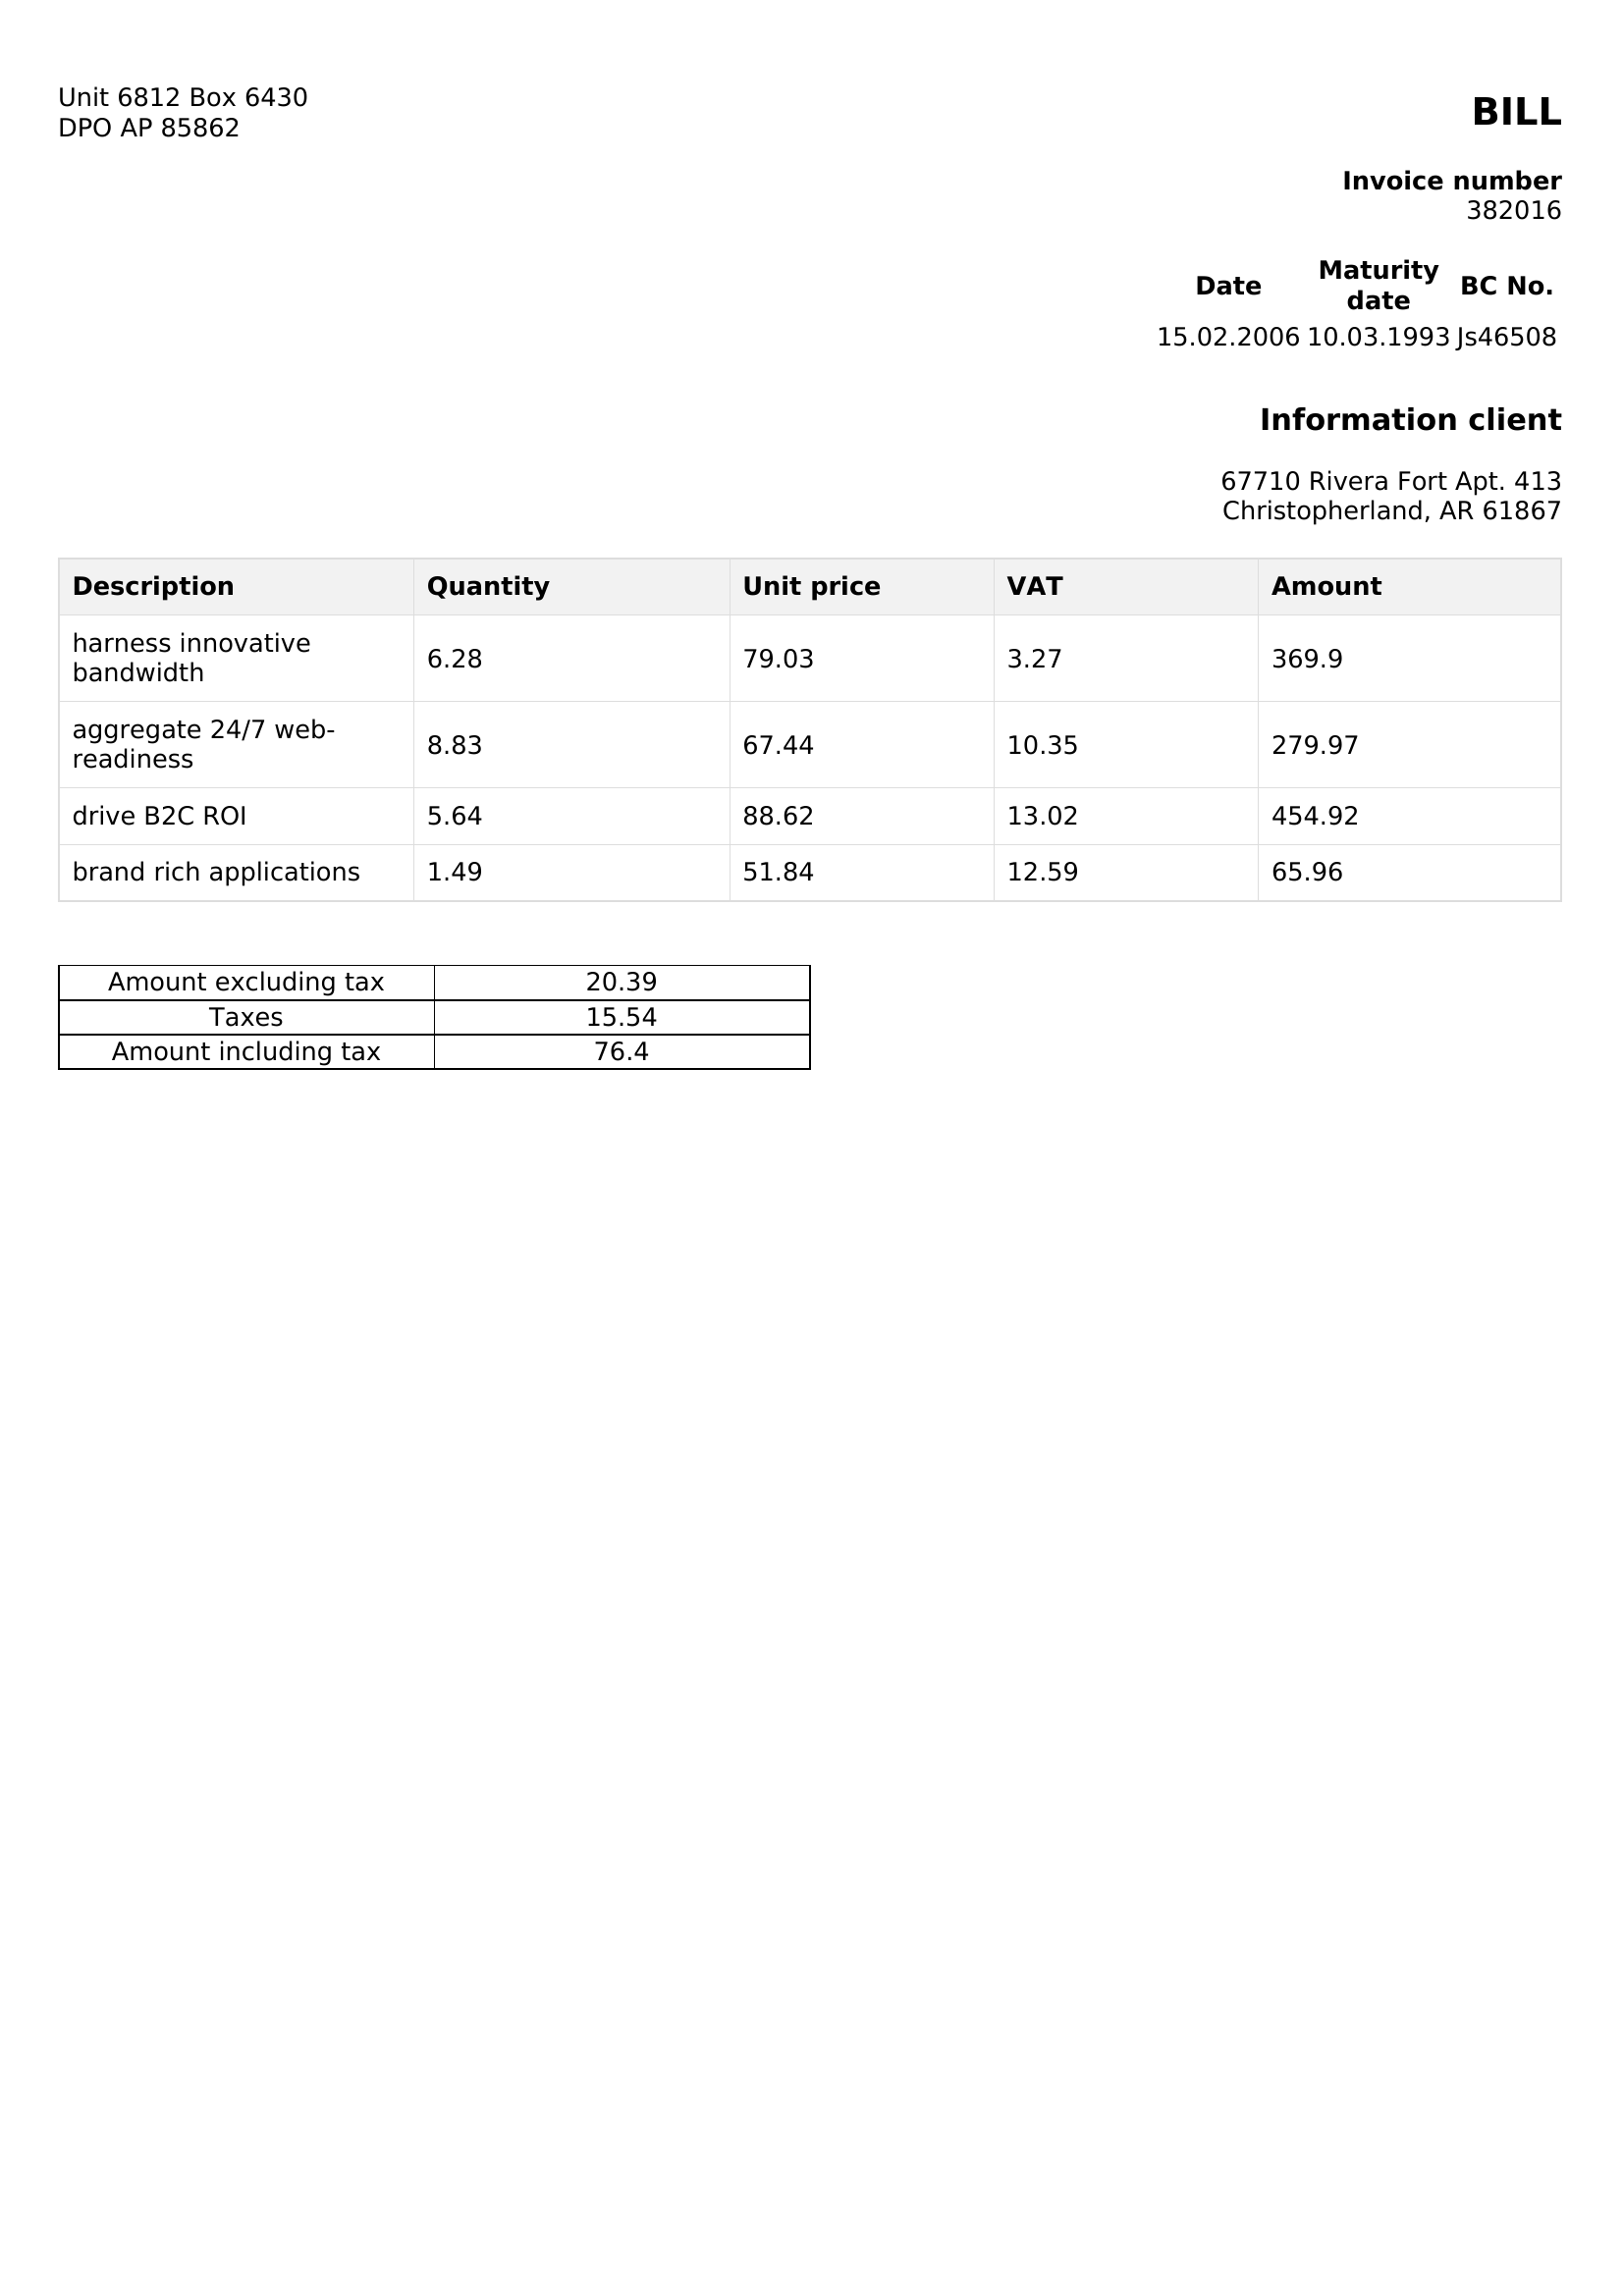 Unit 6812 Box 6430
DPO AP 85862
BILL
Invoice number
382016
Date Maturity date BC No.
15.02.2006 10.03.1993 Js46508
Information client
67710 Rivera Fort Apt. 413
Christopherland, AR 61867
Description Quantity Unit price VAT Amount
harness innovative
bandwidth 6.28 79.03 3.27 369.9
aggregate 24/7 web-
readiness 8.83 67.44 10.35 279.97
drive B2C ROI 5.64 88.62 13.02 454.92
brand rich applications 1.49 51.84 12.59 65.96
Amount excluding tax 20.39
Taxes 15.54
Amount including tax 76.4